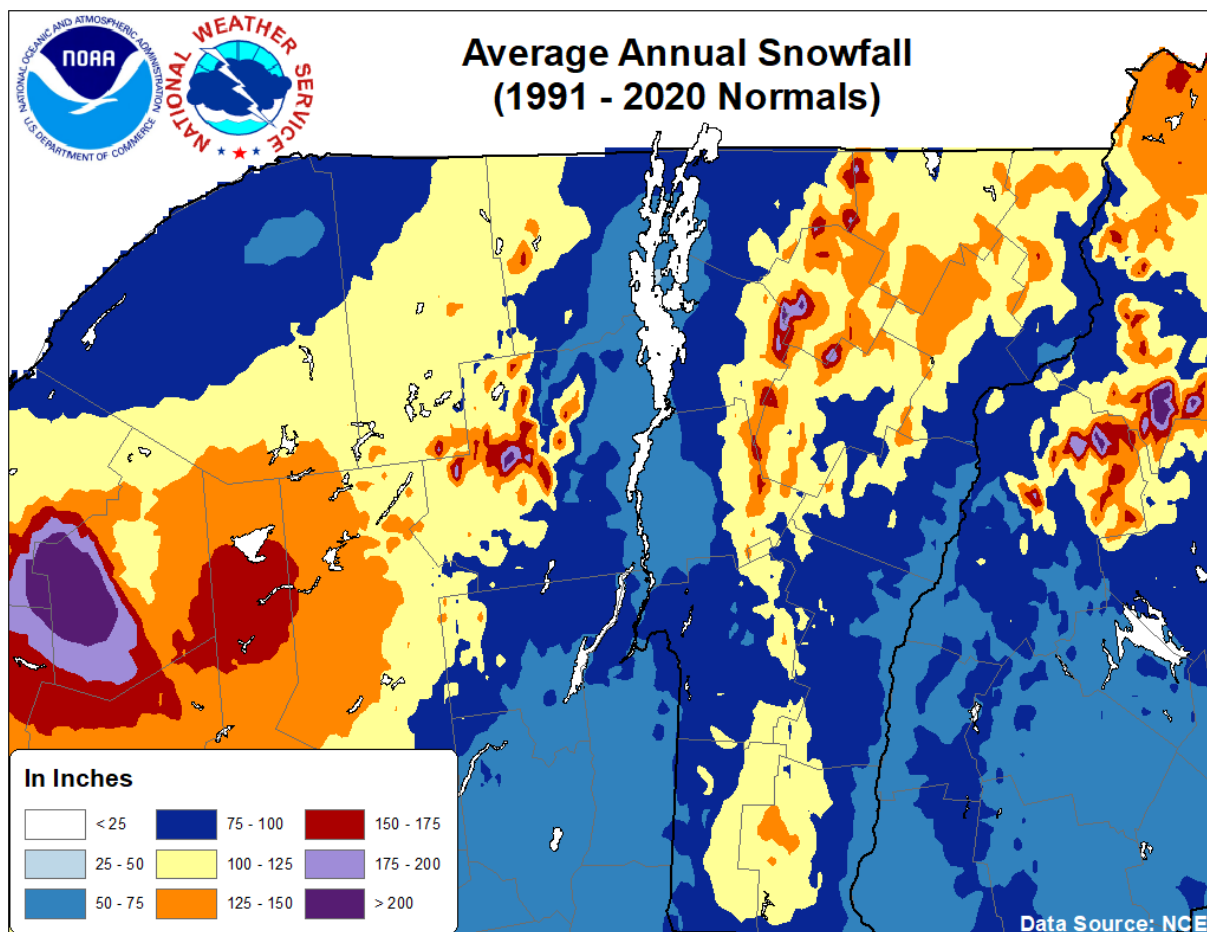 NATIONAL OCEANIC AND ATMOSPHERIC ADMINISTRATION
NOAA
U.S. DEPARTMENT OF COMMERCE
NATIONAL WEATHER SERVICE
Average Annual Snowfall
(1991 - 2020 Normals)
In Inches
< 25
75 - 100
150 - 175
25 - 50
100 - 125
175 - 200
50 - 75
125 - 150
> 200
Data Source: NCE